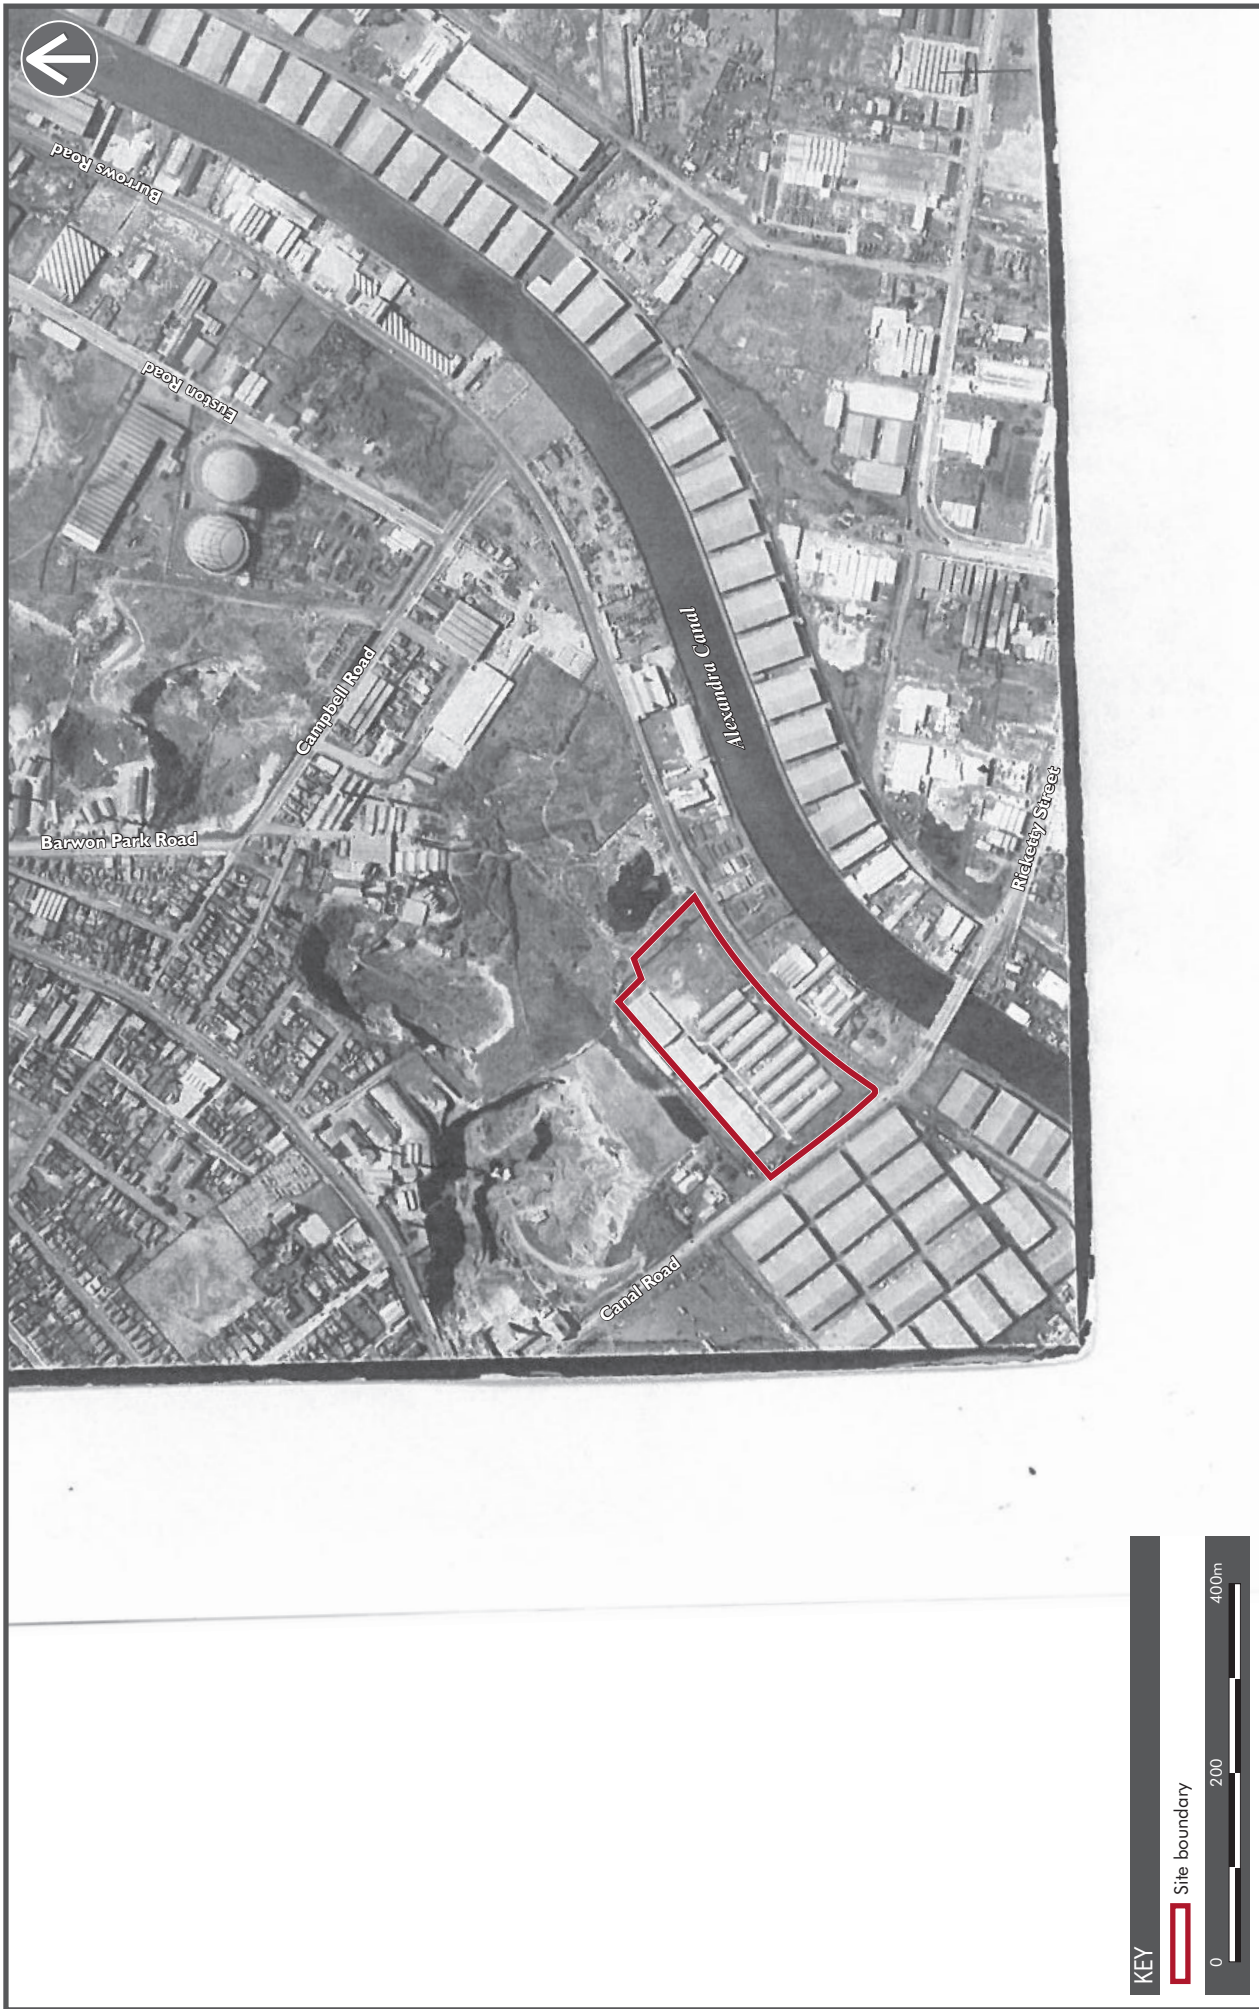 Burrows Road
Euston Road
Campbell Road
Barwon Park Road
Alexandra Canal
Ricketty Street
Canal Road
KEY
Site boundary
0 200 400m